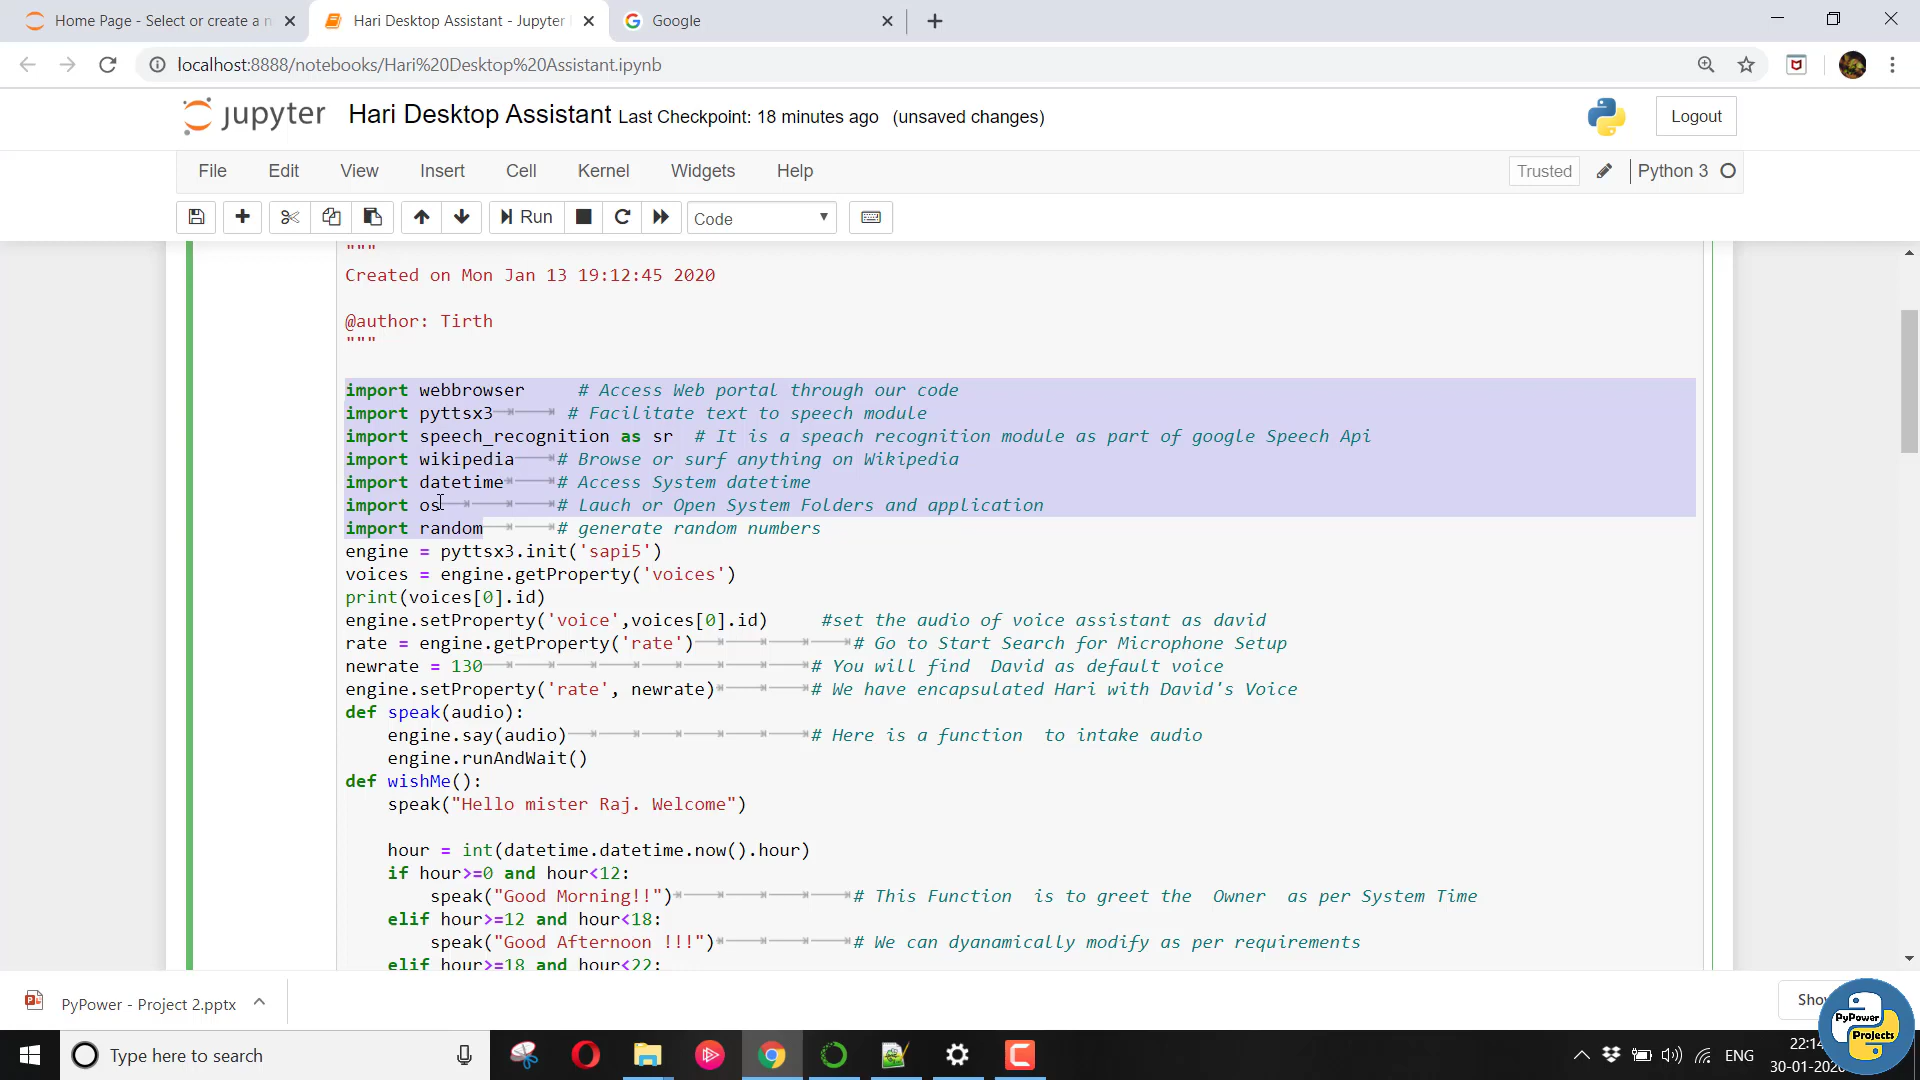 Home Page - Select or create a n
Hari Desktop Assistant - Jupyter
Google
localhost:8888/notebooks/Hari%20Desktop%20Assistant.ipynb
jupyter Hari Desktop Assistant Last Checkpoint: 18 minutes ago (unsaved changes)
Logout
File Edit View Insert Cell Kernel Widgets Help
Trusted
Python 3
Run
Code
"""
Created on Mon Jan 13 19:12:45 2020
@author: Tirth
"""
import webbrowser # Access Web portal through our code
import pyttsx3 # Facilitate text to speech module
import speech_recognition as sr # It is a speach recognition module as part of google Speech Api
import wikipedia # Browse or surf anything on Wikipedia
import datetime # Access System datetime
import os # Lauch or Open System Folders and application
import random # generate random numbers
engine = pyttsx3.init('sapi5')
voices = engine.getProperty('voices')
print(voices[0].id)
engine.setProperty('voice',voices[0].id) #set the audio of voice assistant as david
rate = engine.getProperty('rate') # Go to Start Search for Microphone Setup
newrate = 130 # You will find David as default voice
engine.setProperty('rate', newrate) # We have encapsulated Hari with David's Voice
def speak(audio):
engine.say(audio) # Here is a function to intake audio
engine.runAndWait()
def wishMe():
speak("Hello mister Raj. Welcome")
hour = int(datetime.datetime.now().hour)
if hour>=0 and hour<12:
speak("Good Morning!!") # This Function is to greet the Owner as per System Time
elif hour>=12 and hour<18:
speak("Good Afternoon !!!") # We can dyanamically modify as per requirements
elif hour>=18 and hour<22:
PyPower - Project 2.pptx
PyPower
Projects
Type here to search
ENG
22:14
30-01-2020